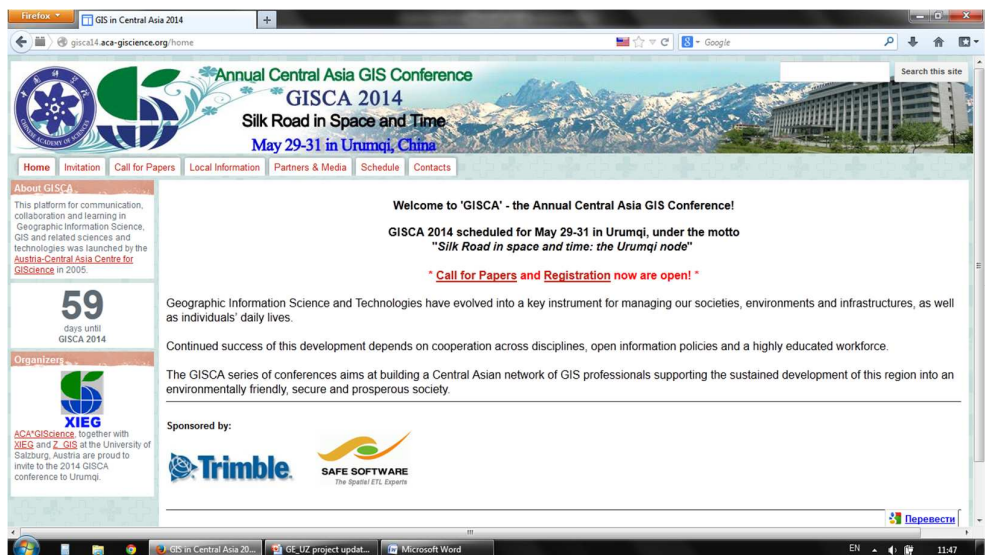 Firefox
GIS in Central Asia 2014
+
gisca14.aca-giscience.org/home
Google
Search this site
CHINESE ACADEMY OF SCIENCES
Annual Central Asia GIS Conference
GISCA 2014
Silk Road in Space and Time
May 29-31 in Urumqi, China
Home
Invitation
Call for Papers
Local Information
Partners & Media
Schedule
Contacts
About GISCA
This platform for communication,
collaboration and learning in
Geographic Information Science,
GIS and related sciences and
technologies was launched by the
Austria-Central Asia Centre for
GIScience in 2005.
59
days until
GISCA 2014
Organizers
XIEG
ACA*GIScience, together with
XIEG and Z_GIS at the University of
Salzburg, Austria are proud to
invite to the 2014 GISCA
conference to Urumqi.
Welcome to 'GISCA' - the Annual Central Asia GIS Conference!
GISCA 2014 scheduled for May 29-31 in Urumqi, under the motto
"Silk Road in space and time: the Urumqi node"
* Call for Papers and Registration now are open! *
Geographic Information Science and Technologies have evolved into a key instrument for managing our societies, environments and infrastructures, as well
as individuals' daily lives.
Continued success of this development depends on cooperation across disciplines, open information policies and a highly educated workforce.
The GISCA series of conferences aims at building a Central Asian network of GIS professionals supporting the sustained development of this region into an
environmentally friendly, secure and prosperous society.
Sponsored by:
Trimble.
SAFE SOFTWARE
The Spatial ETL Experts
Перевести
GIS in Central Asia 20...
GE_UZ project updat...
Microsoft Word
EN
11:47